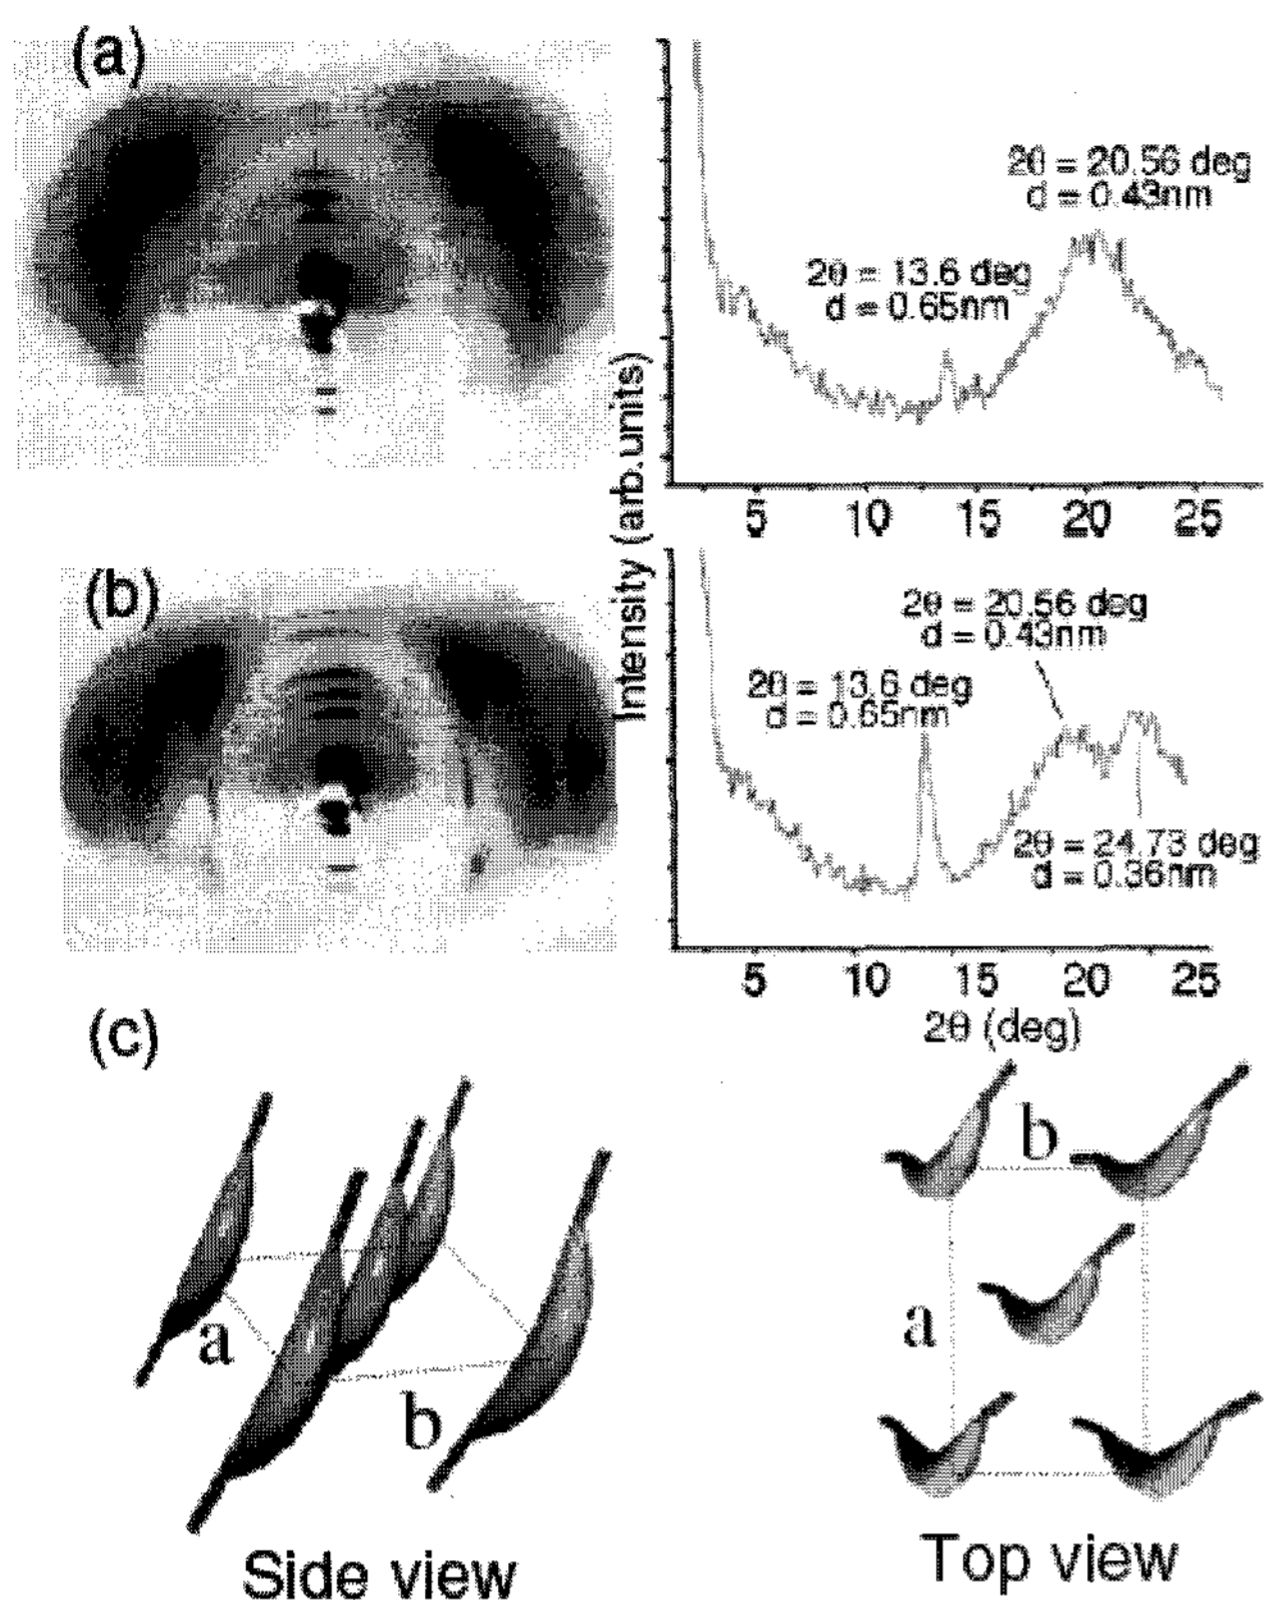 (a)
2θ = 20.56 deg
d = 0.43nm
2θ = 13.6 deg
d = 0.65nm
5 10 15 20 25
Intensity (arb.units)
(b)
2θ = 20.56 deg
d = 0.43nm
2θ = 13.6 deg
d = 0.65nm
2θ = 24.73 deg
d = 0.36nm
5 10 15 20 25
2θ (deg)
(c)
a
b
Side view
b
a
Top view